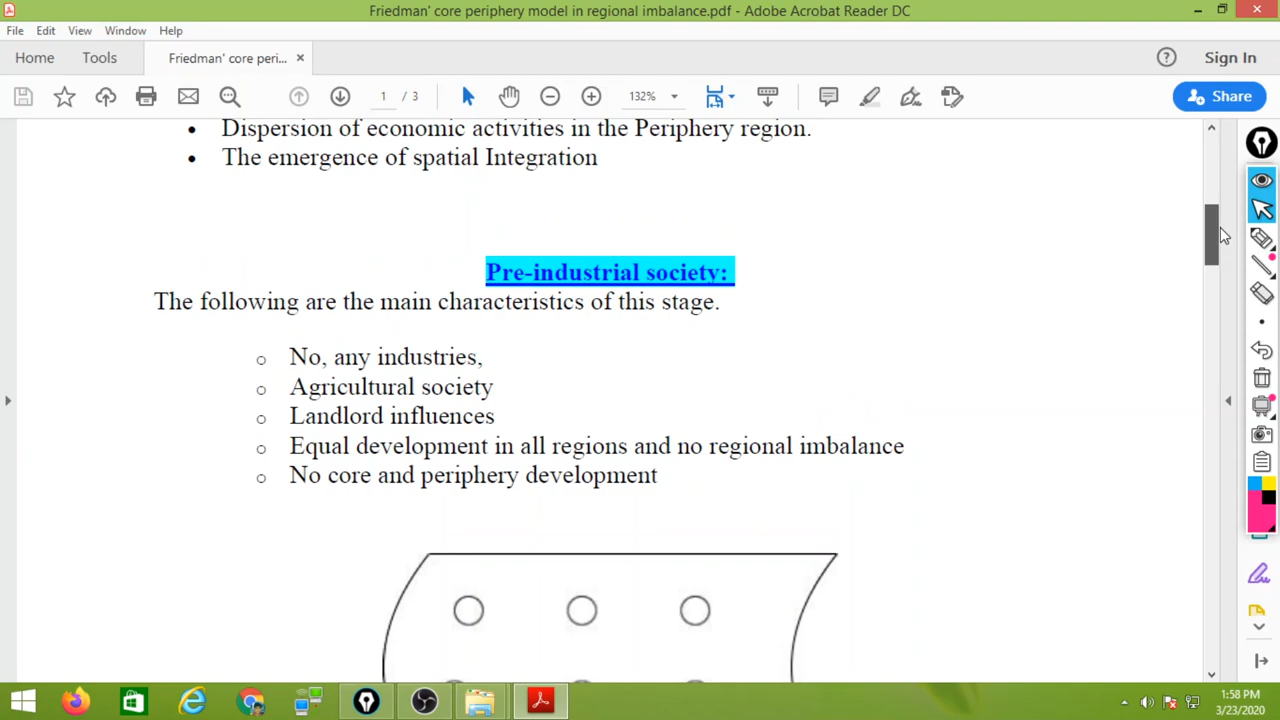 Friedman' core periphery model in regional imbalance.pdf - Adobe Acrobat Reader DC
File Edit View Window Help
Home Tools Friedman' core peri... × Sign In
1 / 3 132% Share
• Dispersion of economic activities in the Periphery region.
• The emergence of spatial Integration
Pre-industrial society:
The following are the main characteristics of this stage.
o No, any industries,
o Agricultural society
o Landlord influences
o Equal development in all regions and no regional imbalance
o No core and periphery development
1:58 PM
3/23/2020